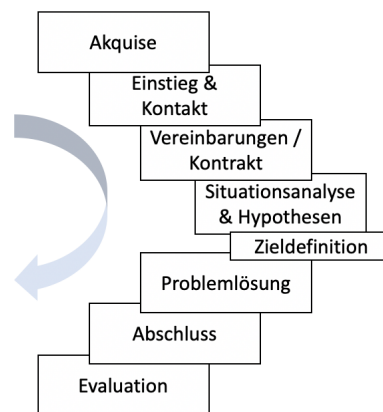 Akquise
Einstieg &
Kontakt
Vereinbarungen /
Kontrakt
Situationsanalyse
& Hypothesen
Zieldefinition
Problemlösung
Abschluss
Evaluation